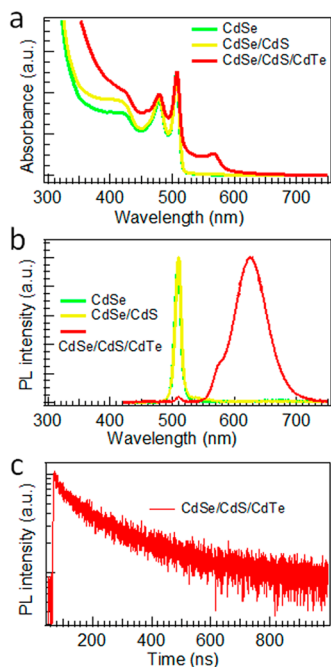 a
CdSe
CdSe/CdS
CdSe/CdS/CdTe
Absorbance (a.u.)
300 400 500 600 700
Wavelength (nm)
b
CdSe
CdSe/CdS
CdSe/CdS/CdTe
PL intensity (a.u.)
300 400 500 600 700
Wavelength (nm)
c
CdSe/CdS/CdTe
PL intensity (a.u.)
200 400 600 800
Time (ns)